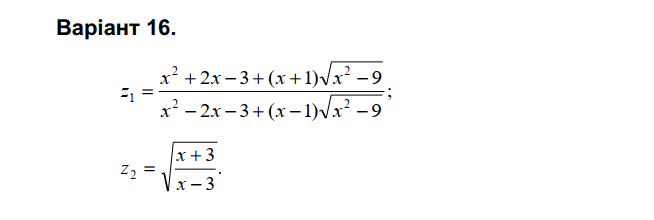 Варіант 16.
z₁ = (x² + 2x − 3 + (x + 1)√(x² − 9)) / (x² − 2x − 3 + (x − 1)√(x² − 9));
z₂ = √((x + 3) / (x − 3)).